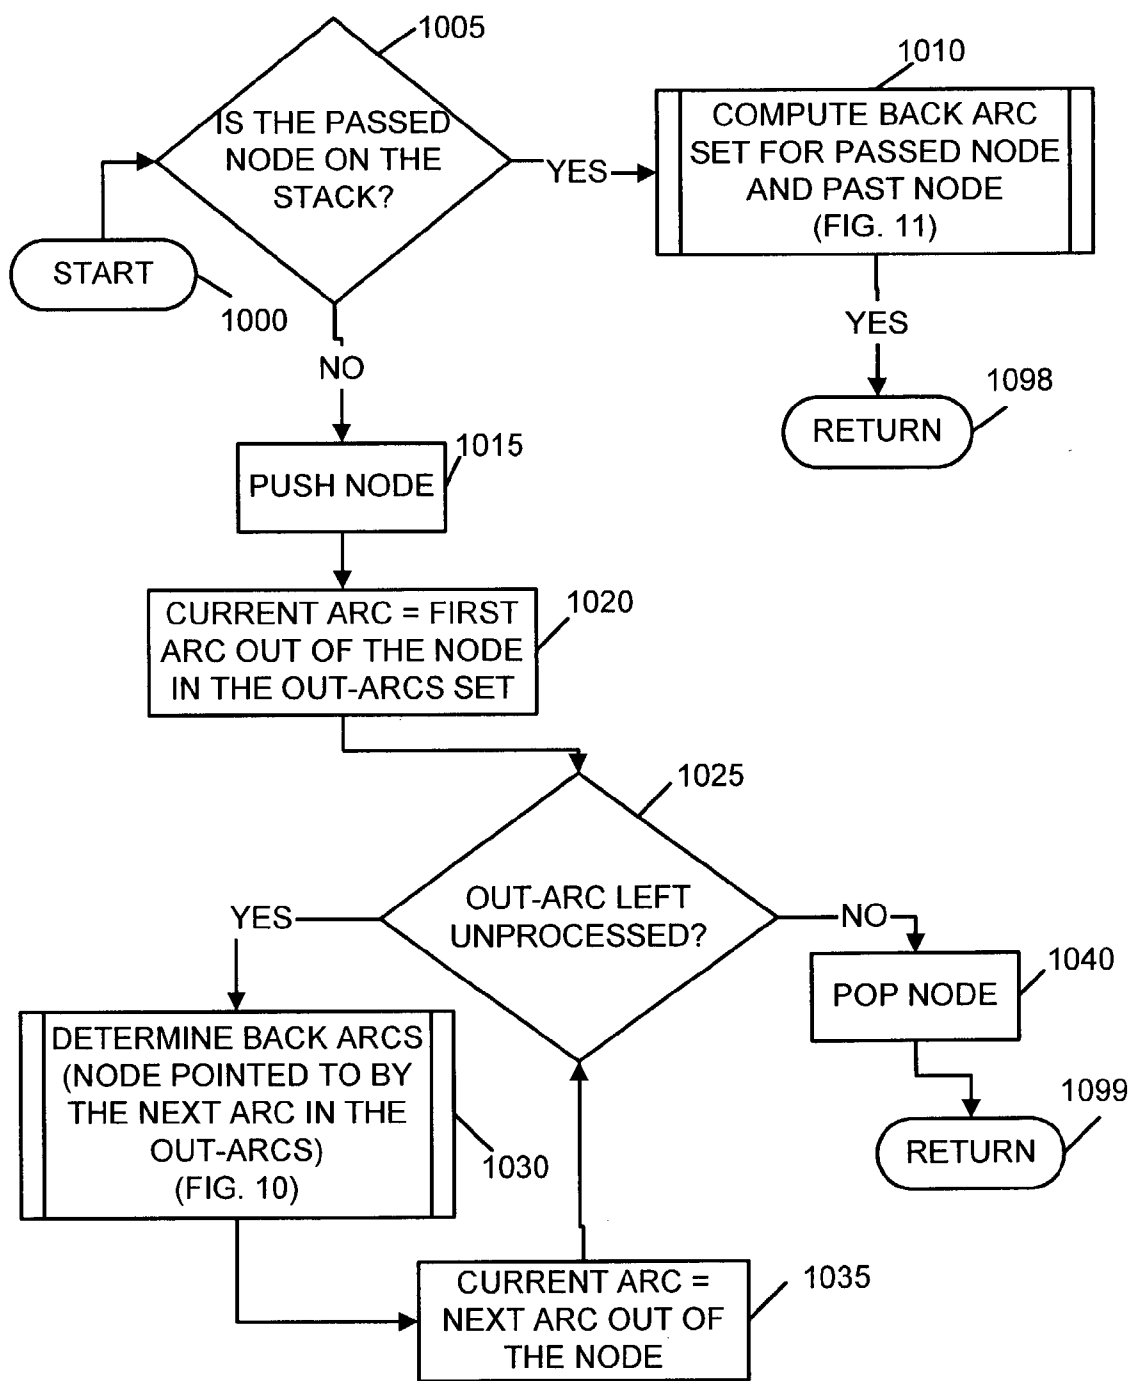 1005
IS THE PASSED
NODE ON THE
STACK?
YES
1010
COMPUTE BACK ARC
SET FOR PASSED NODE
AND PAST NODE
(FIG. 11)
START
1000
YES
NO
1098
RETURN
1015
PUSH NODE
1020
CURRENT ARC = FIRST
ARC OUT OF THE NODE
IN THE OUT-ARCS SET
1025
OUT-ARC LEFT
UNPROCESSED?
YES
NO
1040
POP NODE
DETERMINE BACK ARCS
(NODE POINTED TO BY
THE NEXT ARC IN THE
OUT-ARCS)
(FIG. 10)
1030
1099
RETURN
1035
CURRENT ARC =
NEXT ARC OUT OF
THE NODE